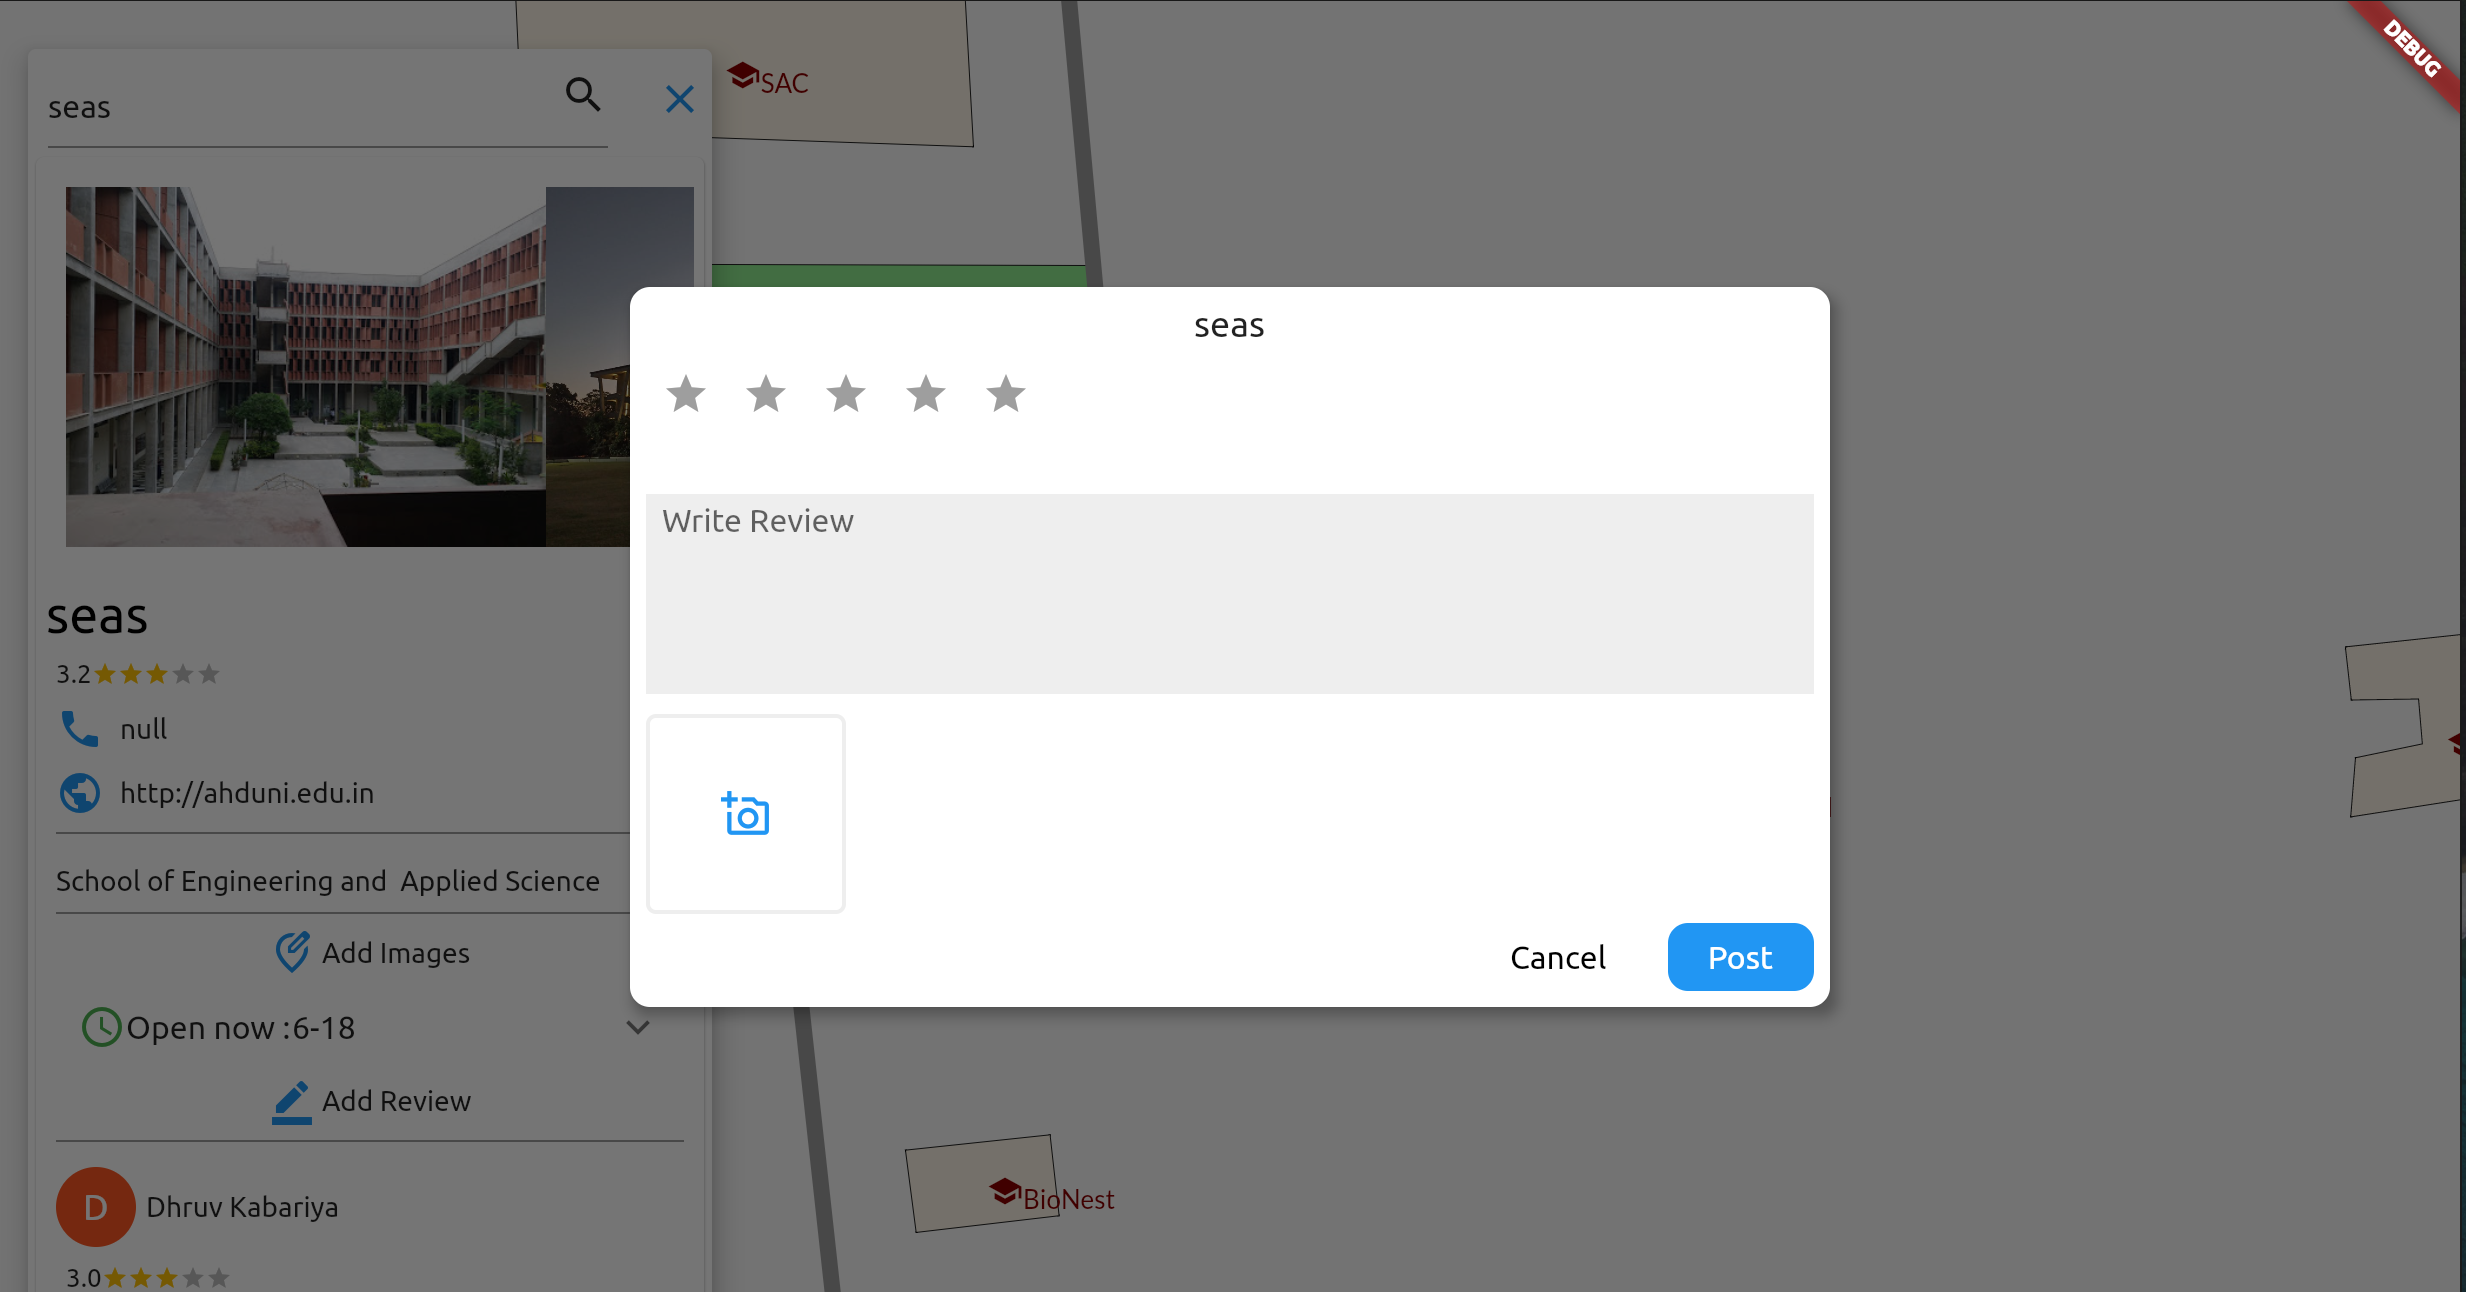 DEBUG
SAC
seas
seas
Write Review
seas
3.2
null
http://ahduni.edu.in
School of Engineering and  Applied Science
Add Images
Cancel
Post
Open now :6-18
Add Review
D
Dhruv Kabariya
BioNest
3.0